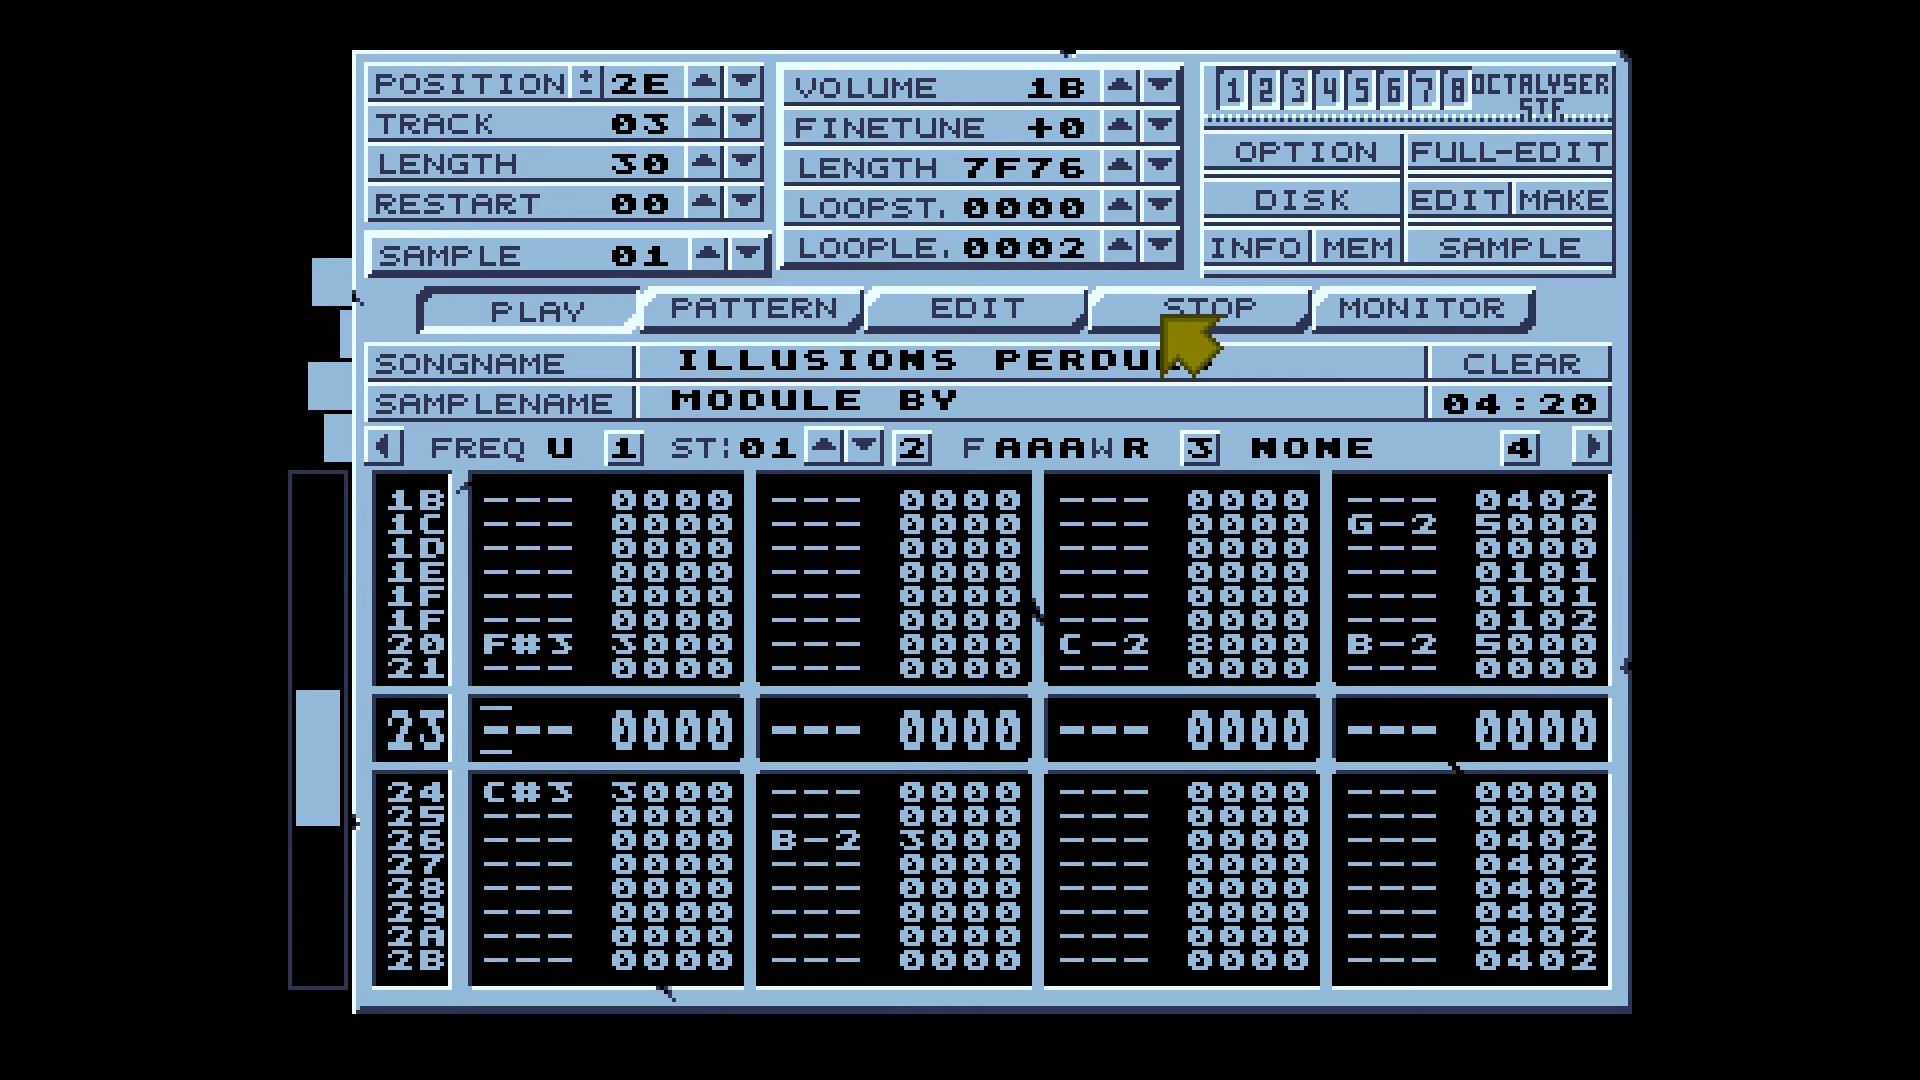 POSITION ± 2E
TRACK 03
LENGTH 30
RESTART 00
SAMPLE 01
VOLUME 1B
FINETUNE +0
LENGTH 7F76
LOOPST. 0000
LOOPLE. 0002
1 2 3 4 5 6 7 8 OCTALYSER
STE
OPTION FULL-EDIT
DISK EDIT MAKE
INFO MEM SAMPLE
PLAY PATTERN EDIT STOP MONITOR
SONGNAME ILLUSIONS CLEAR
SAMPLENAME MODULE BY 04:20
FREQ U 1 ST:01 2 FAAAWR 3 NONE 4
1B --- 0000 --- 0000 --- 0000 --- 0402
1C --- 0000 --- 0000 --- 0000 G-2 5000
1D --- 0000 --- 0000 --- 0000 --- 0000
1E --- 0000 --- 0000 --- 0000 --- 0101
1F --- 0000 --- 0000 --- 0000 --- 0101
1F --- 0000 --- 0000 --- 0000 --- 0102
20 F#3 3000 --- 0000 C-2 8000 B-2 5000
21 --- 0000 --- 0000 --- 0000 --- 0000
23 --- 0000 --- 0000 --- 0000 --- 0000
24 C#3 3000 --- 0000 --- 0000 --- 0000
25 --- 0000 --- 0000 --- 0000 --- 0000
26 --- 0000 B-2 3000 --- 0000 --- 0402
27 --- 0000 --- 0000 --- 0000 --- 0402
28 --- 0000 --- 0000 --- 0000 --- 0402
29 --- 0000 --- 0000 --- 0000 --- 0402
2A --- 0000 --- 0000 --- 0000 --- 0402
2B --- 0000 --- 0000 --- 0000 --- 0402